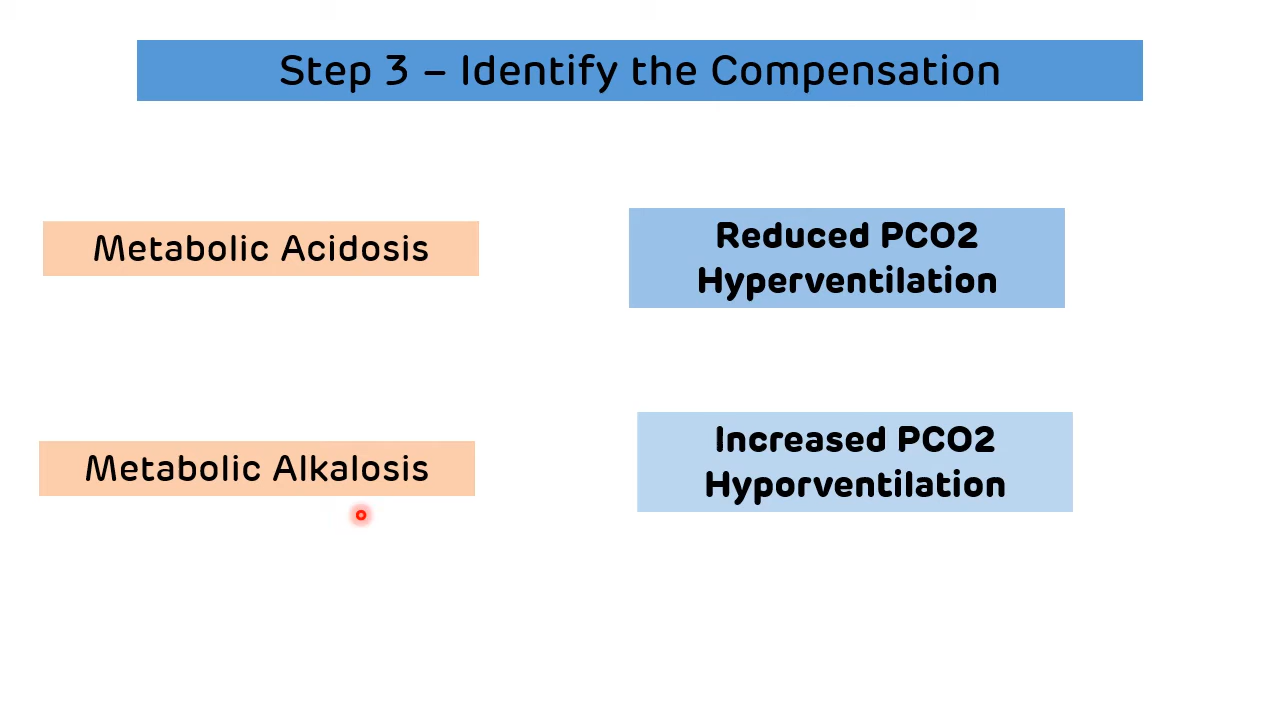 Step 3 – Identify the Compensation
Metabolic Acidosis
Reduced PCO2
Hyperventilation
Metabolic Alkalosis
Increased PCO2
Hyporventilation